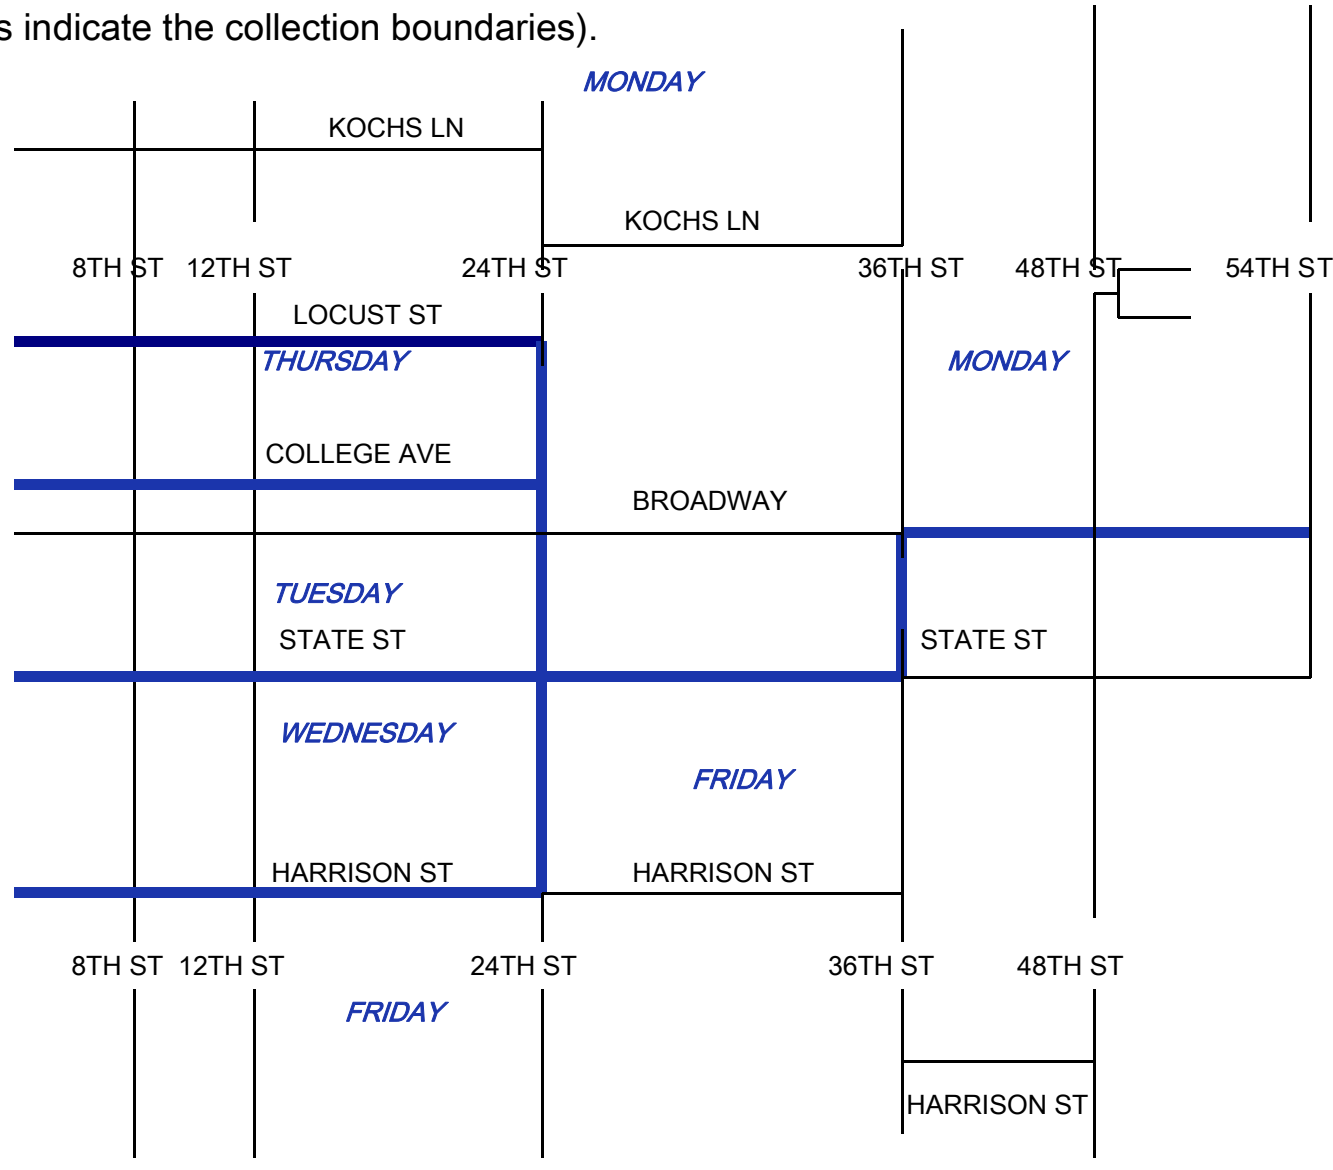 s indicate the collection boundaries).
MONDAY
KOCHS LN
KOCHS LN
8TH ST 12TH ST 24TH ST 36TH ST 48TH ST 54TH ST
LOCUST ST
THURSDAY MONDAY
COLLEGE AVE
BROADWAY
TUESDAY
STATE ST STATE ST
WEDNESDAY
FRIDAY
HARRISON ST HARRISON ST
8TH ST 12TH ST 24TH ST 36TH ST 48TH ST
FRIDAY
HARRISON ST